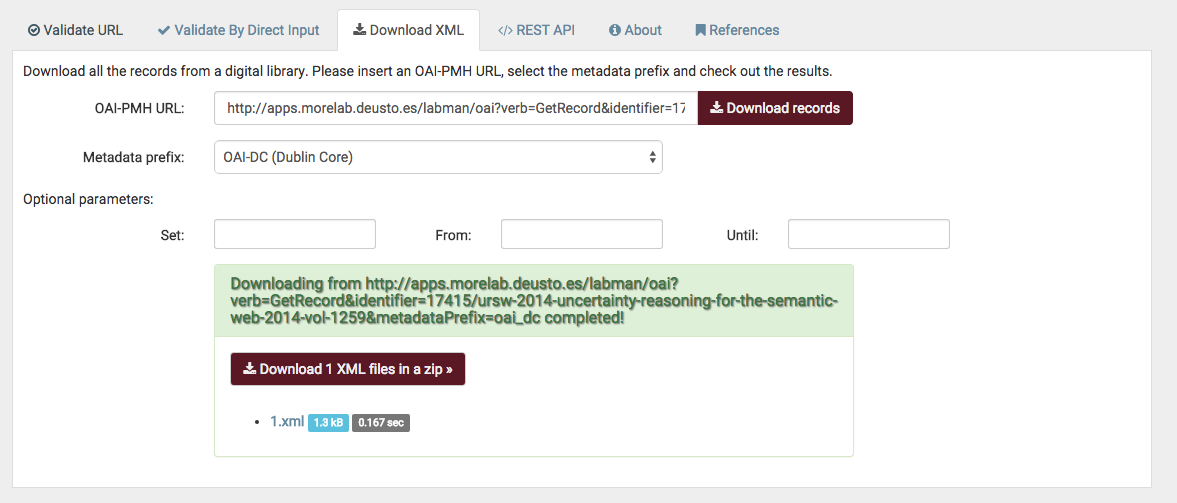 Validate URL Validate By Direct Input Download XML </> REST API About References
Download all the records from a digital library. Please insert an OAI-PMH URL, select the metadata prefix and check out the results.
OAI-PMH URL: http://apps.morelab.deusto.es/labman/oai?verb=GetRecord&identifier=17 Download records
Metadata prefix: OAI-DC (Dublin Core)
Optional parameters:
Set: From: Until:
Downloading from http://apps.morelab.deusto.es/labman/oai?
verb=GetRecord&identifier=17415/ursw-2014-uncertainty-reasoning-for-the-semantic-
web-2014-vol-1259&metadataPrefix=oai_dc completed!
Download 1 XML files in a zip »
• 1.xml 1.3 kB 0.167 sec